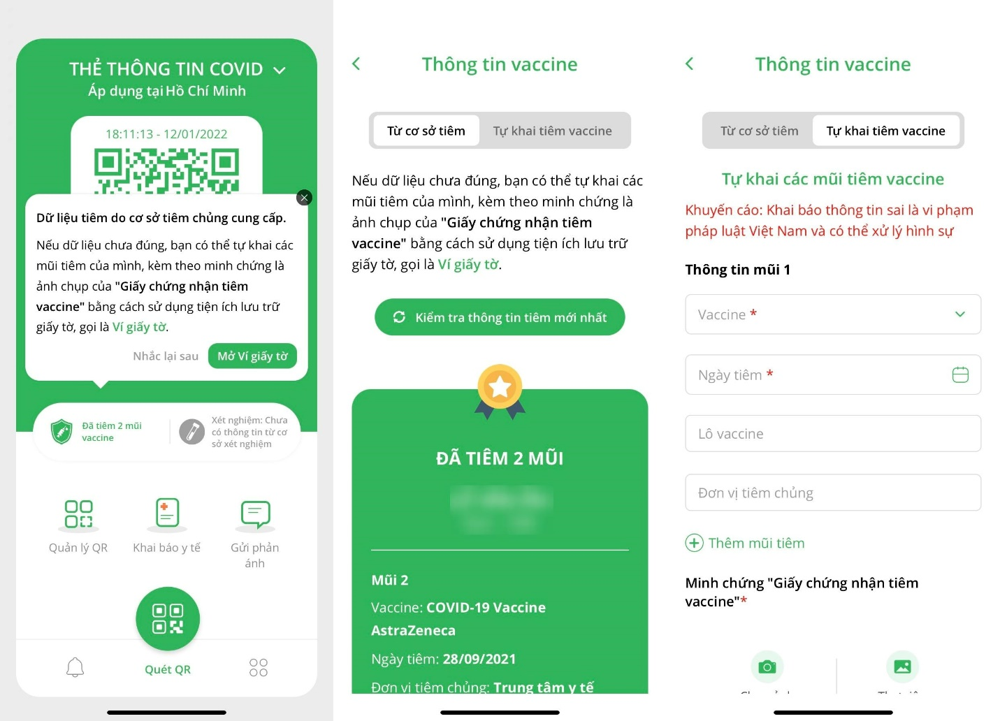 THẺ THÔNG TIN COVID
Áp dụng tại Hồ Chí Minh
18:11:13 - 12/01/2022
Dữ liệu tiêm do cơ sở tiêm chủng cung cấp.
Nếu dữ liệu chưa đúng, bạn có thể tự khai các
mũi tiêm của mình, kèm theo minh chứng là
ảnh chụp của "Giấy chứng nhận tiêm
vaccine" bằng cách sử dụng tiện ích lưu trữ
giấy tờ, gọi là Ví giấy tờ.
Nhắc lại sau
Mở Ví giấy tờ
Đã tiêm 2 mũi
vaccine
Xét nghiệm: Chưa
có thông tin từ cơ
sở xét nghiệm
Quản lý QR
Khai báo y tế
Gửi phản
ánh
Quét QR
Thông tin vaccine
Từ cơ sở tiêm
Tự khai tiêm vaccine
Nếu dữ liệu chưa đúng, bạn có thể tự khai các
mũi tiêm của mình, kèm theo minh chứng là
ảnh chụp của "Giấy chứng nhận tiêm
vaccine" bằng cách sử dụng tiện ích lưu trữ
giấy tờ, gọi là Ví giấy tờ.
Kiểm tra thông tin tiêm mới nhất
ĐÃ TIÊM 2 MŨI
Mũi 2
Vaccine: COVID-19 Vaccine
AstraZeneca
Ngày tiêm: 28/09/2021
Đơn vị tiêm chủng: Trung tâm y tế
Thông tin vaccine
Từ cơ sở tiêm
Tự khai tiêm vaccine
Tự khai các mũi tiêm vaccine
Khuyến cáo: Khai báo thông tin sai là vi phạm
pháp luật Việt Nam và có thể xử lý hình sự
Thông tin mũi 1
Vaccine *
Ngày tiêm *
Lô vaccine
Đơn vị tiêm chủng
Thêm mũi tiêm
Minh chứng "Giấy chứng nhận tiêm
vaccine"*